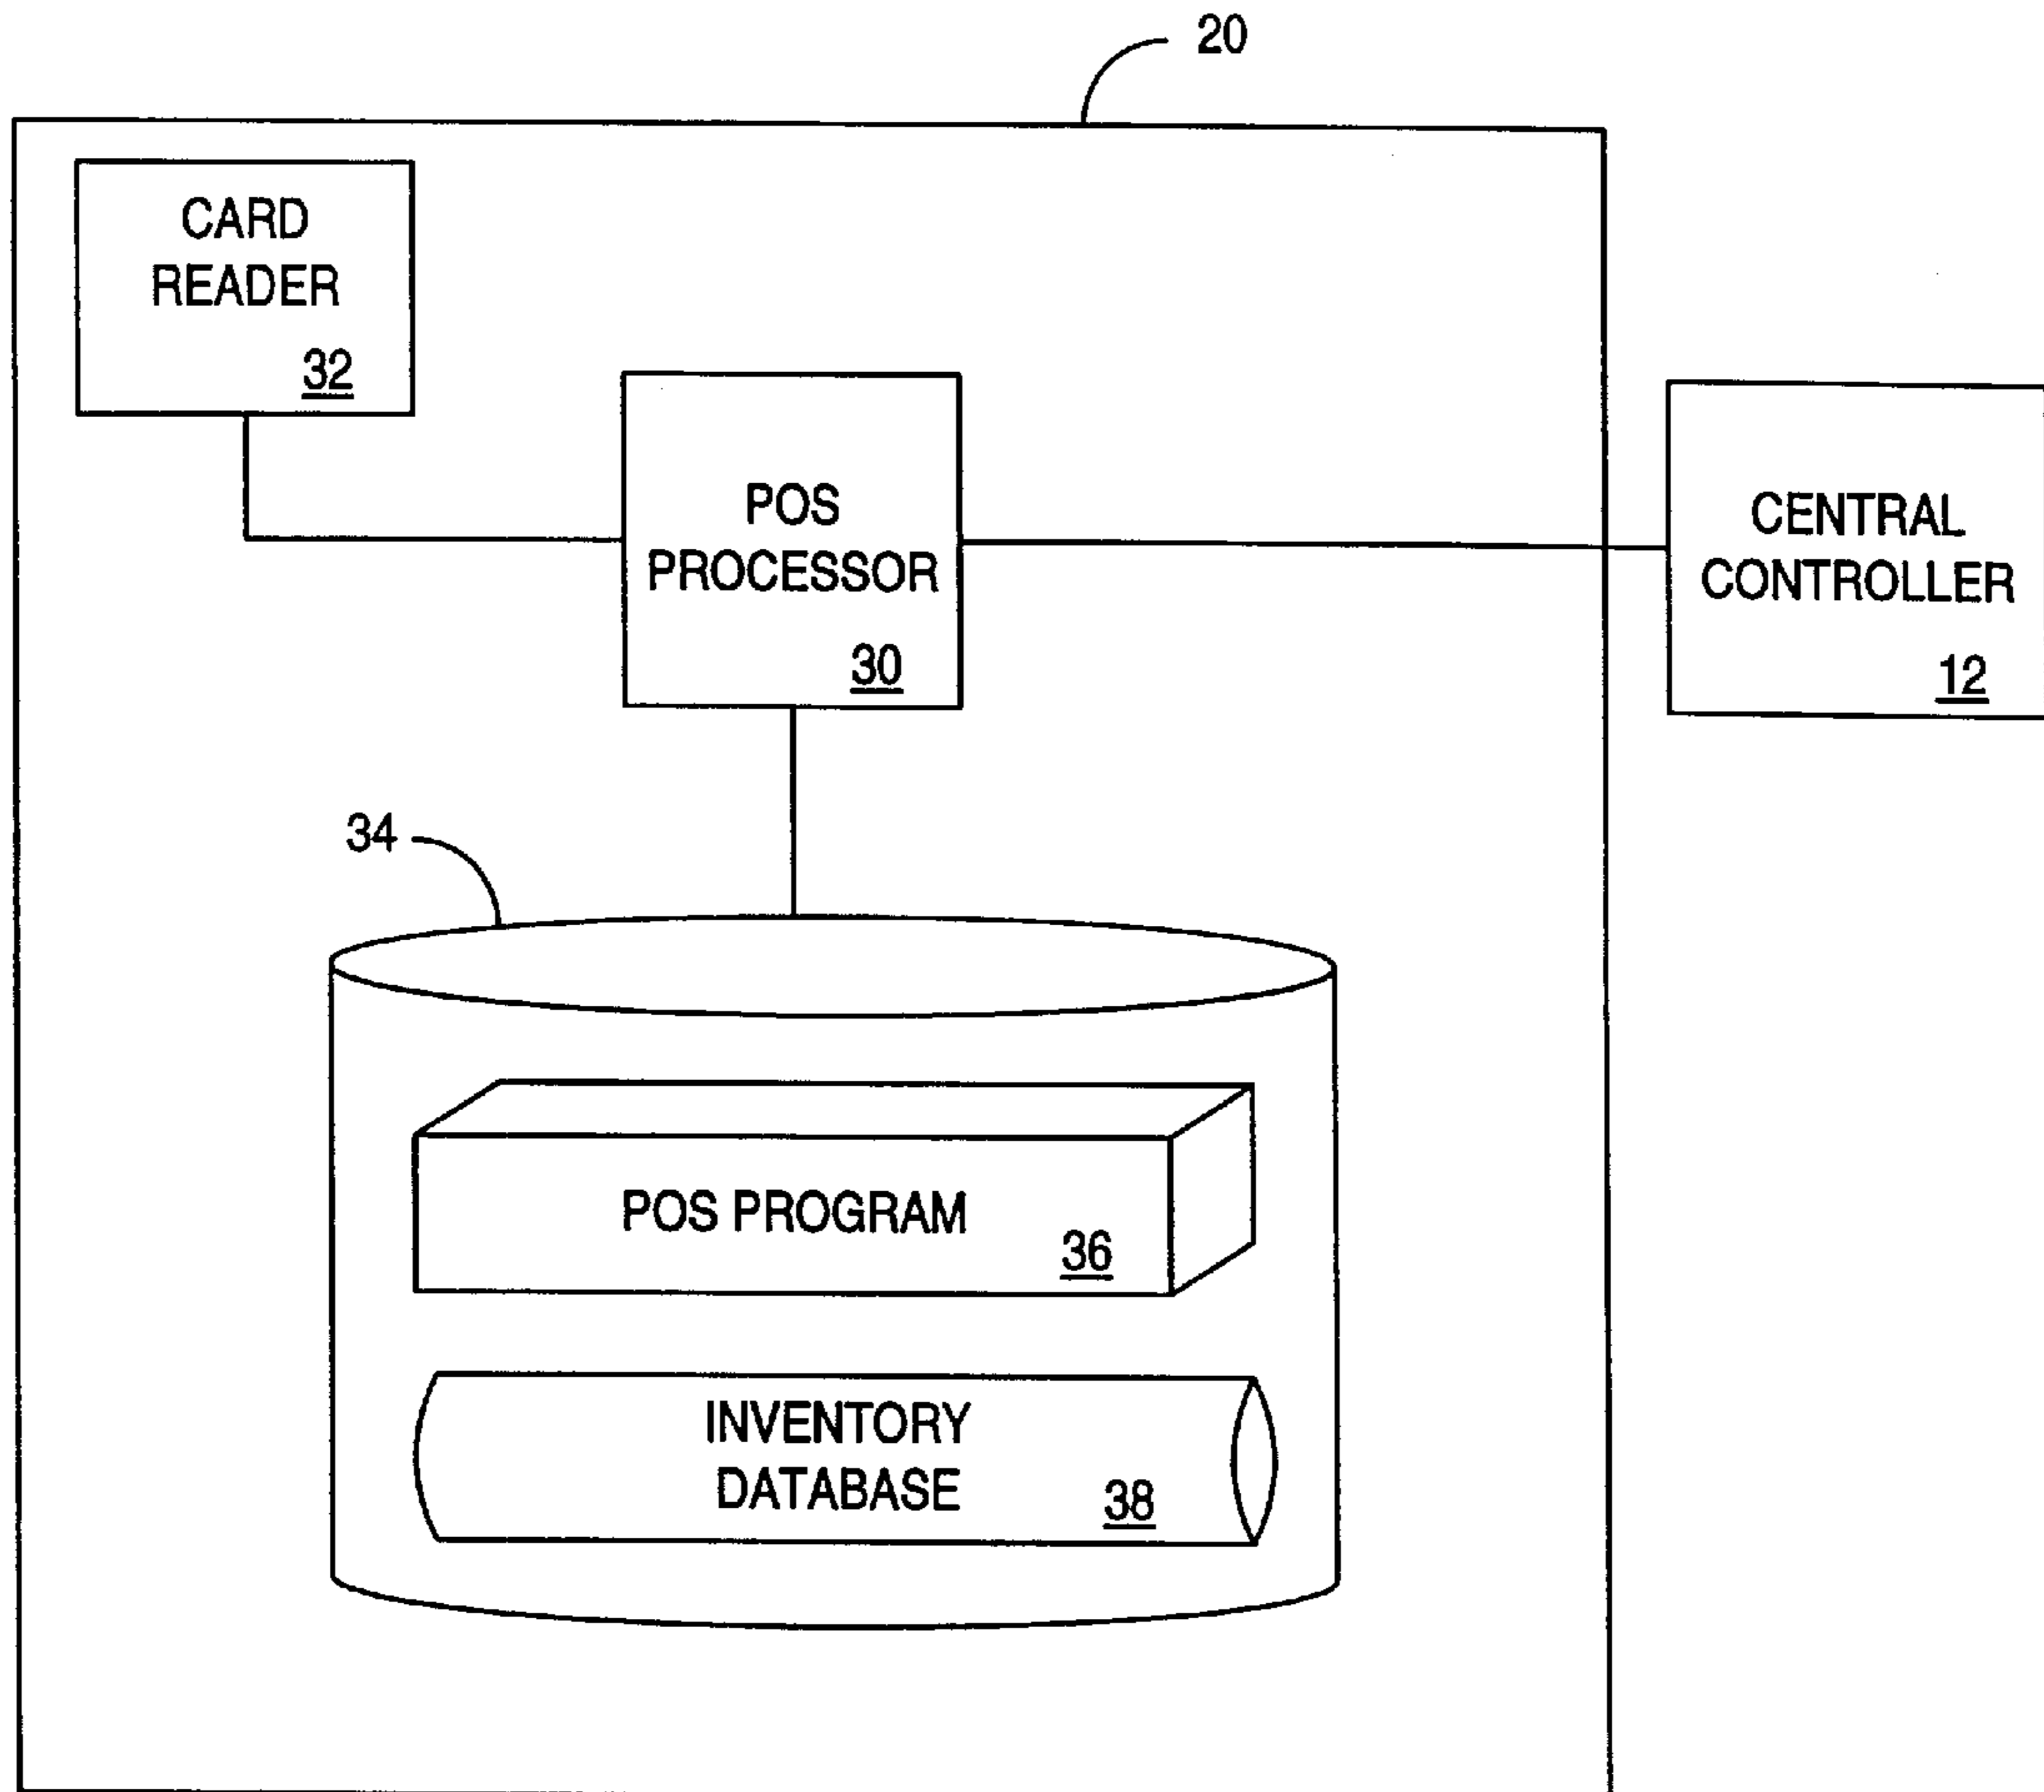 20
CARD
READER
32
POS
PROCESSOR
30
CENTRAL
CONTROLLER
12
34
POS PROGRAM
36
INVENTORY
DATABASE
38